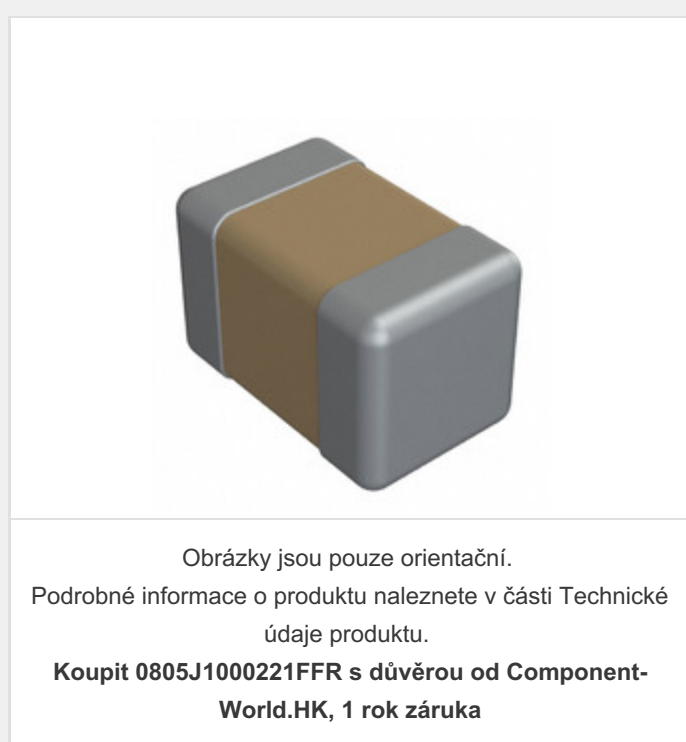 Obrázky jsou pouze orientační.
Podrobné informace o produktu naleznete v části Technické
údaje produktu.
Koupit 0805J1000221FFR s důvěrou od Component-
World.HK, 1 rok záruka